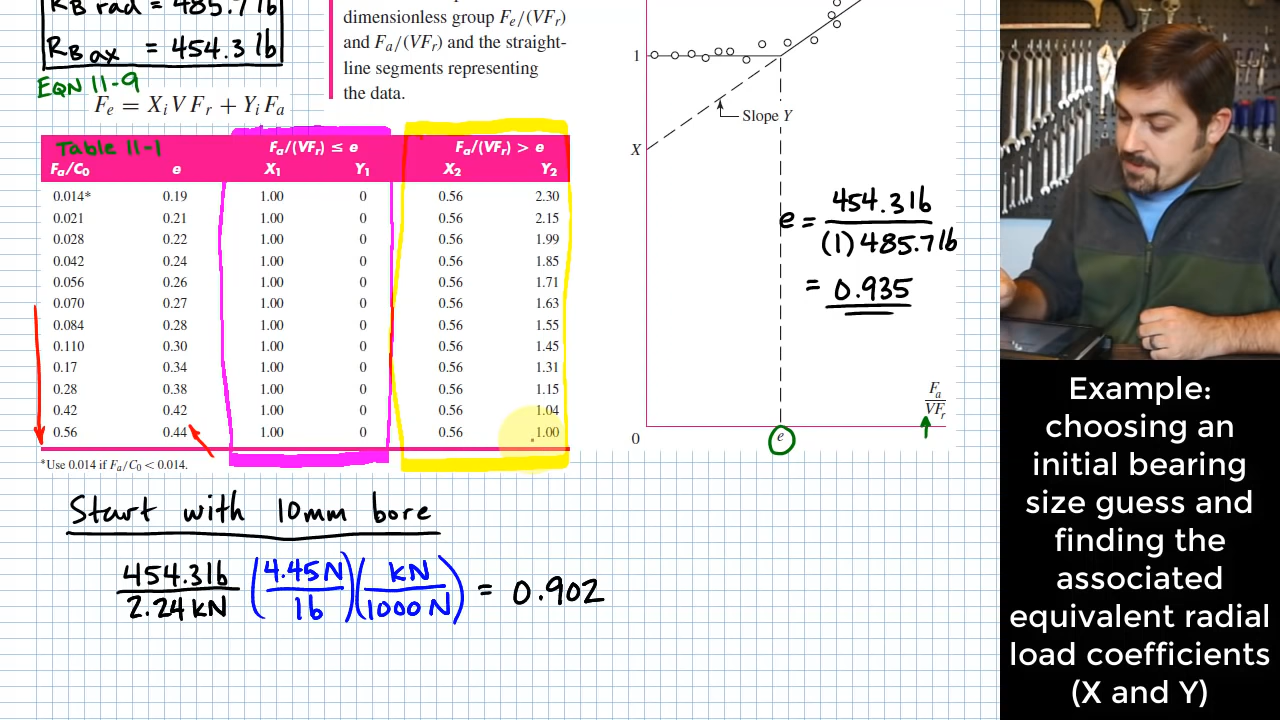 RB rad = 485.7 lb
RB ax = 454.3 lb
EQN 11-9
Fe = Xi V Fr + Yi Fa
dimensionless group Fe/(VFr)
and Fa/(VFr) and the straight-
line segments representing
the data.
Table 11-1 Fa/(VFr) ≤ e Fa/(VFr) > e
Fa/C0 e X1 Y1 X2 Y2
0.014* 0.19 1.00 0 0.56 2.30
0.021 0.21 1.00 0 0.56 2.15
0.028 0.22 1.00 0 0.56 1.99
0.042 0.24 1.00 0 0.56 1.85
0.056 0.26 1.00 0 0.56 1.71
0.070 0.27 1.00 0 0.56 1.63
0.084 0.28 1.00 0 0.56 1.55
0.110 0.30 1.00 0 0.56 1.45
0.17 0.34 1.00 0 0.56 1.31
0.28 0.38 1.00 0 0.56 1.15
0.42 0.42 1.00 0 0.56 1.04
0.56 0.44 1.00 0 0.56 1.00
*Use 0.014 if Fa/C0 < 0.014.
1
Slope Y
X
0
e
Fa
VFr
e = 454.3 lb
(1) 485.7 lb
= 0.935
Start with 10mm bore
454.3 lb / 2.24 kN (4.45 N / lb)(kN / 1000 N) = 0.902
Example:
choosing an
initial bearing
size guess and
finding the
associated
equivalent radial
load coefficients
(X and Y)